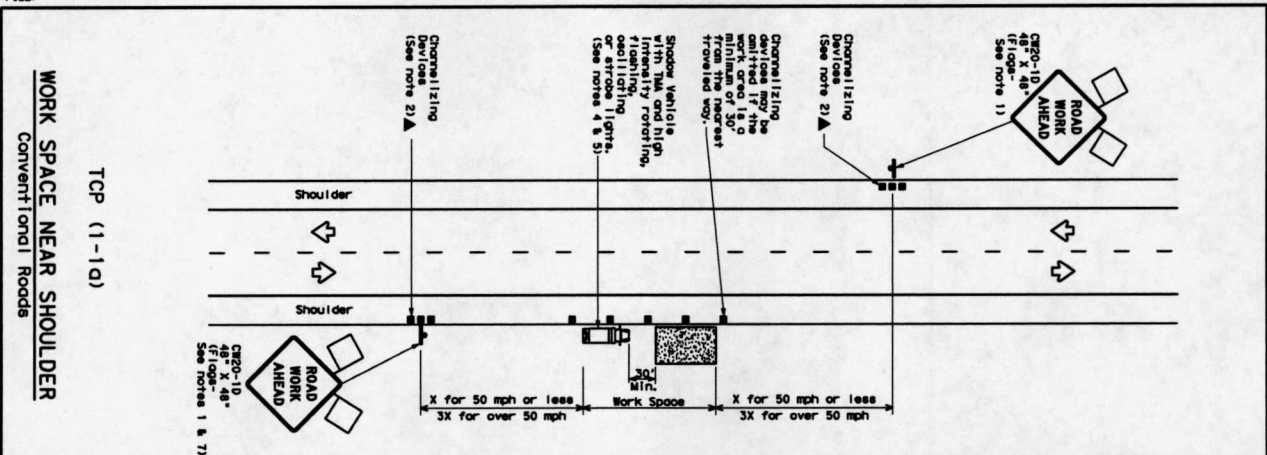 CW20-1D
48" X 48"
(Flags-
See note 1)
ROAD
WORK
AHEAD
Channelizing
Devices
(See note 2)▲
Channelizing
devices may be
omitted if the
work area is a
minimum of 30'
from the nearest
traveled way.
Shadow Vehicle
with TMA and high
intensity rotating,
flashing,
oscillating
or strobe lights.
(See notes 4 & 5)
Channelizing
Devices
(See note 2)▲
Shoulder
Shoulder
30'
Min.
Work Space
X for 50 mph or less
3X for over 50 mph
X for 50 mph or less
3X for over 50 mph
ROAD
WORK
AHEAD
CW20-1D
48" X 48"
(Flags-
See notes 1 & 7)
TCP (1-1a)
WORK SPACE NEAR SHOULDER
Conventional Roads